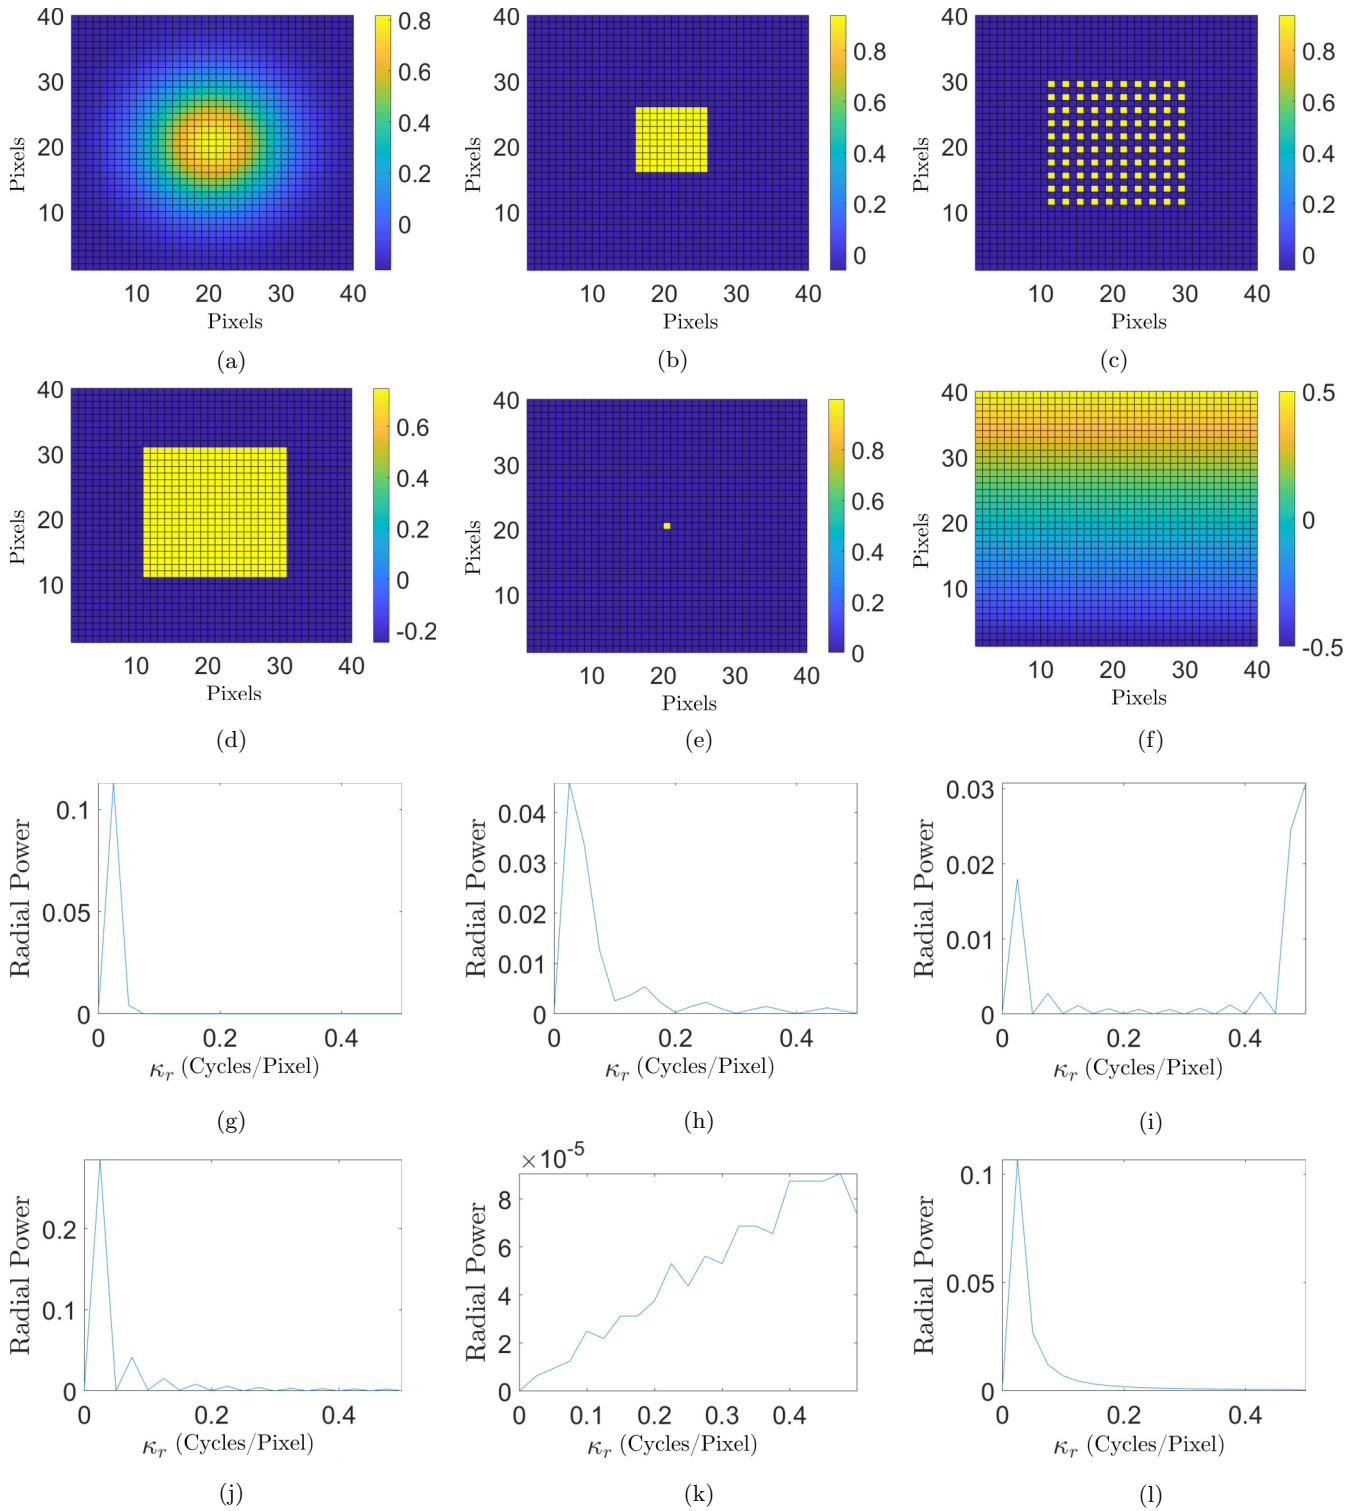 40
30
20
10
Pixels
10 20 30 40
Pixels
0.8
0.6
0.4
0.2
0
(a)
40
30
20
10
Pixels
10 20 30 40
Pixels
0.8
0.6
0.4
0.2
0
(b)
40
30
20
10
Pixels
10 20 30 40
Pixels
0.8
0.6
0.4
0.2
0
(c)
40
30
20
10
Pixels
10 20 30 40
Pixels
0.6
0.4
0.2
0
-0.2
(d)
40
30
20
10
Pixels
10 20 30 40
Pixels
0.8
0.6
0.4
0.2
0
(e)
40
30
20
10
Pixels
10 20 30 40
Pixels
0.5
0
-0.5
(f)
Radial Power
0.1
0.05
0
0 0.2 0.4
κr (Cycles/Pixel)
(g)
Radial Power
0.04
0.03
0.02
0.01
0
0 0.2 0.4
κr (Cycles/Pixel)
(h)
Radial Power
0.03
0.02
0.01
0
0 0.2 0.4
κr (Cycles/Pixel)
(i)
Radial Power
0.2
0.1
0
0 0.2 0.4
κr (Cycles/Pixel)
(j)
×10-5
Radial Power
8
6
4
2
0
0 0.1 0.2 0.3 0.4
κr (Cycles/Pixel)
(k)
Radial Power
0.1
0.05
0
0 0.2 0.4
κr (Cycles/Pixel)
(l)